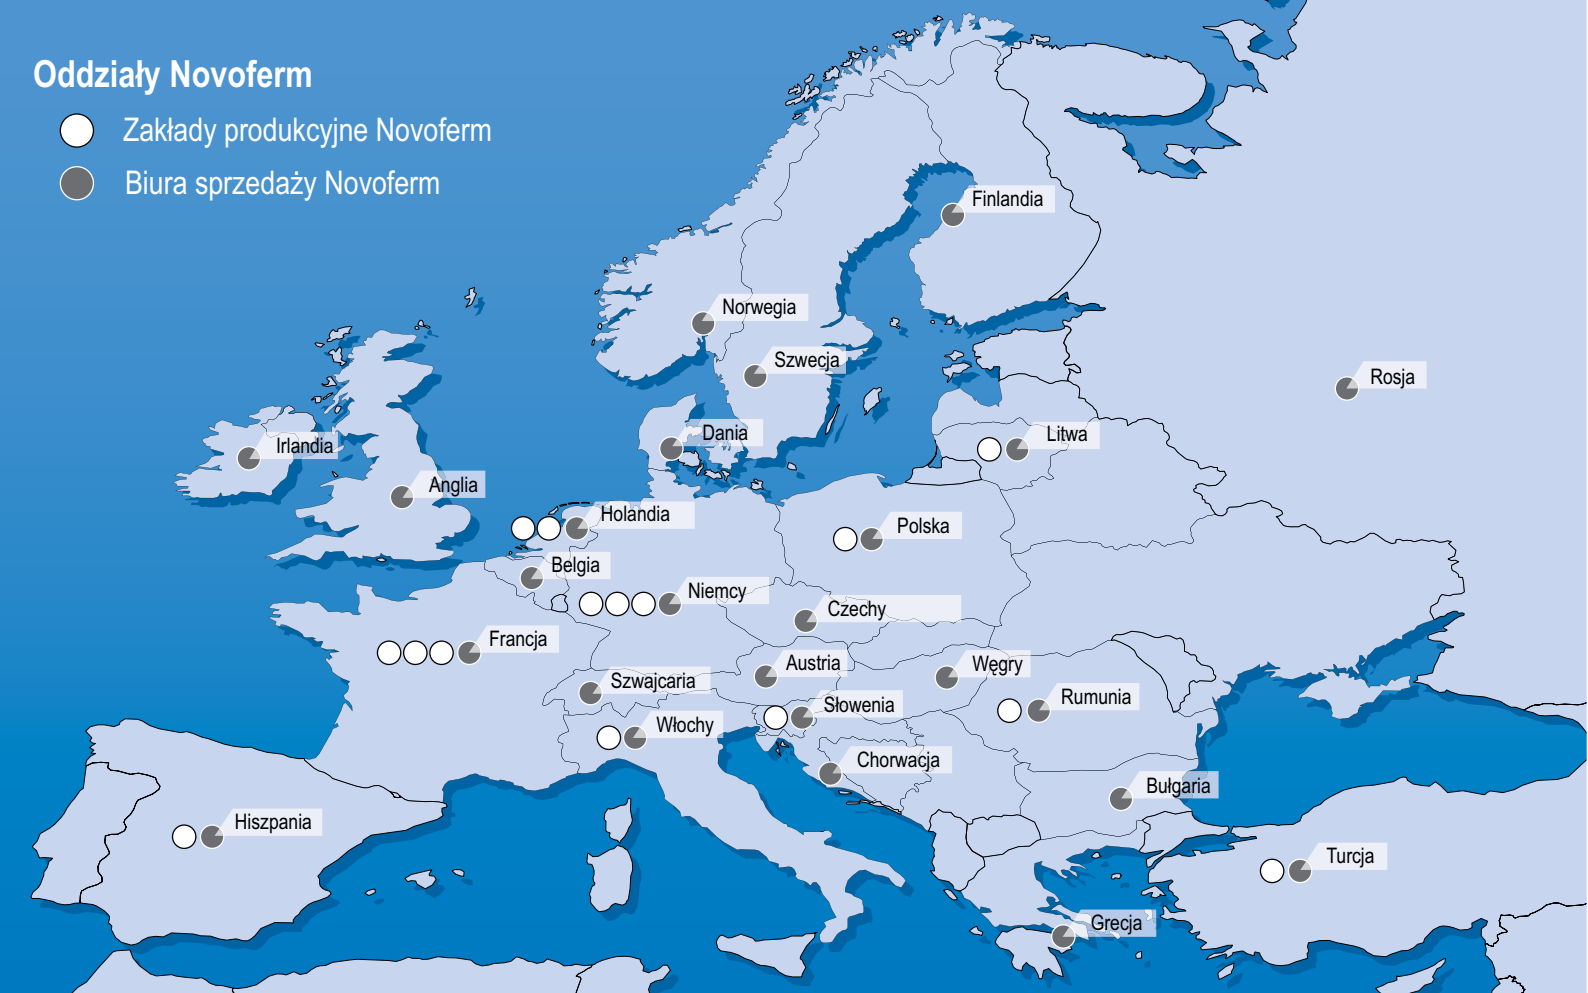 Oddziały Novoferm
Zakłady produkcyjne Novoferm
Biura sprzedaży Novoferm
Finlandia
Norwegia
Szwecja
Rosja
Dania
Litwa
Irlandia
Anglia
Holandia
Polska
Belgia
Niemcy
Czechy
Francja
Austria
Węgry
Szwajcaria
Rumunia
Słowenia
Włochy
Chorwacja
Bułgaria
Hiszpania
Turcja
Grecja